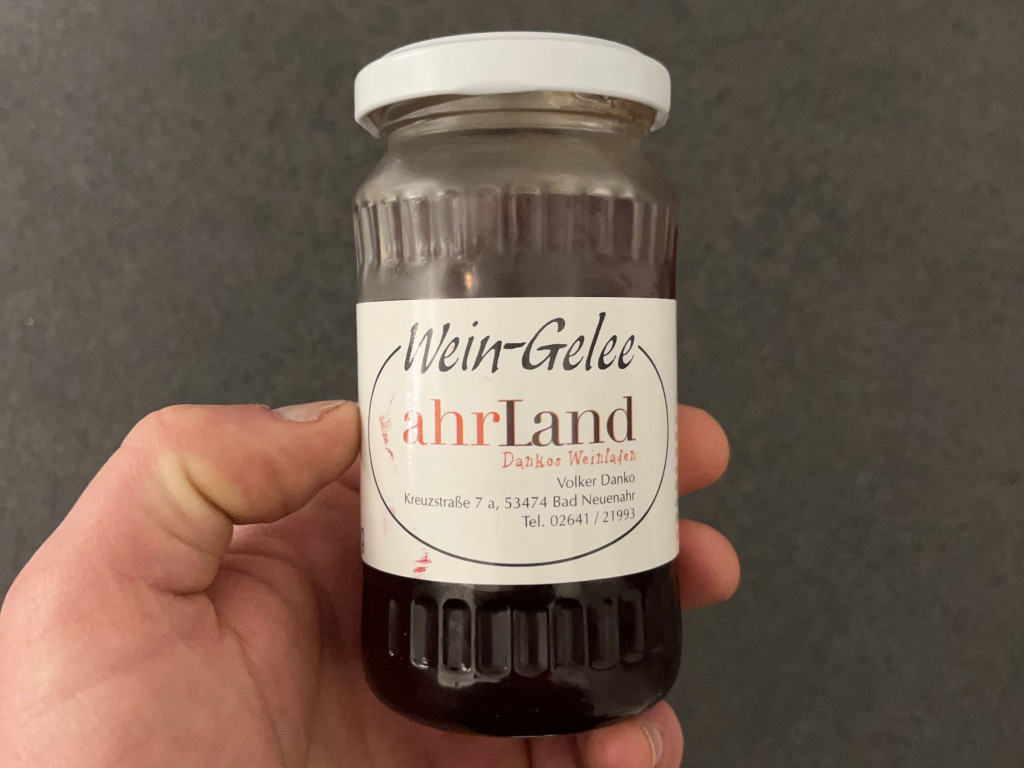 Wein-Gelee
ahrLand
Dankos Weinladen
Volker Danko
Kreuzstraße 7 a, 53474 Bad Neuenahr
Tel. 02641 / 21993